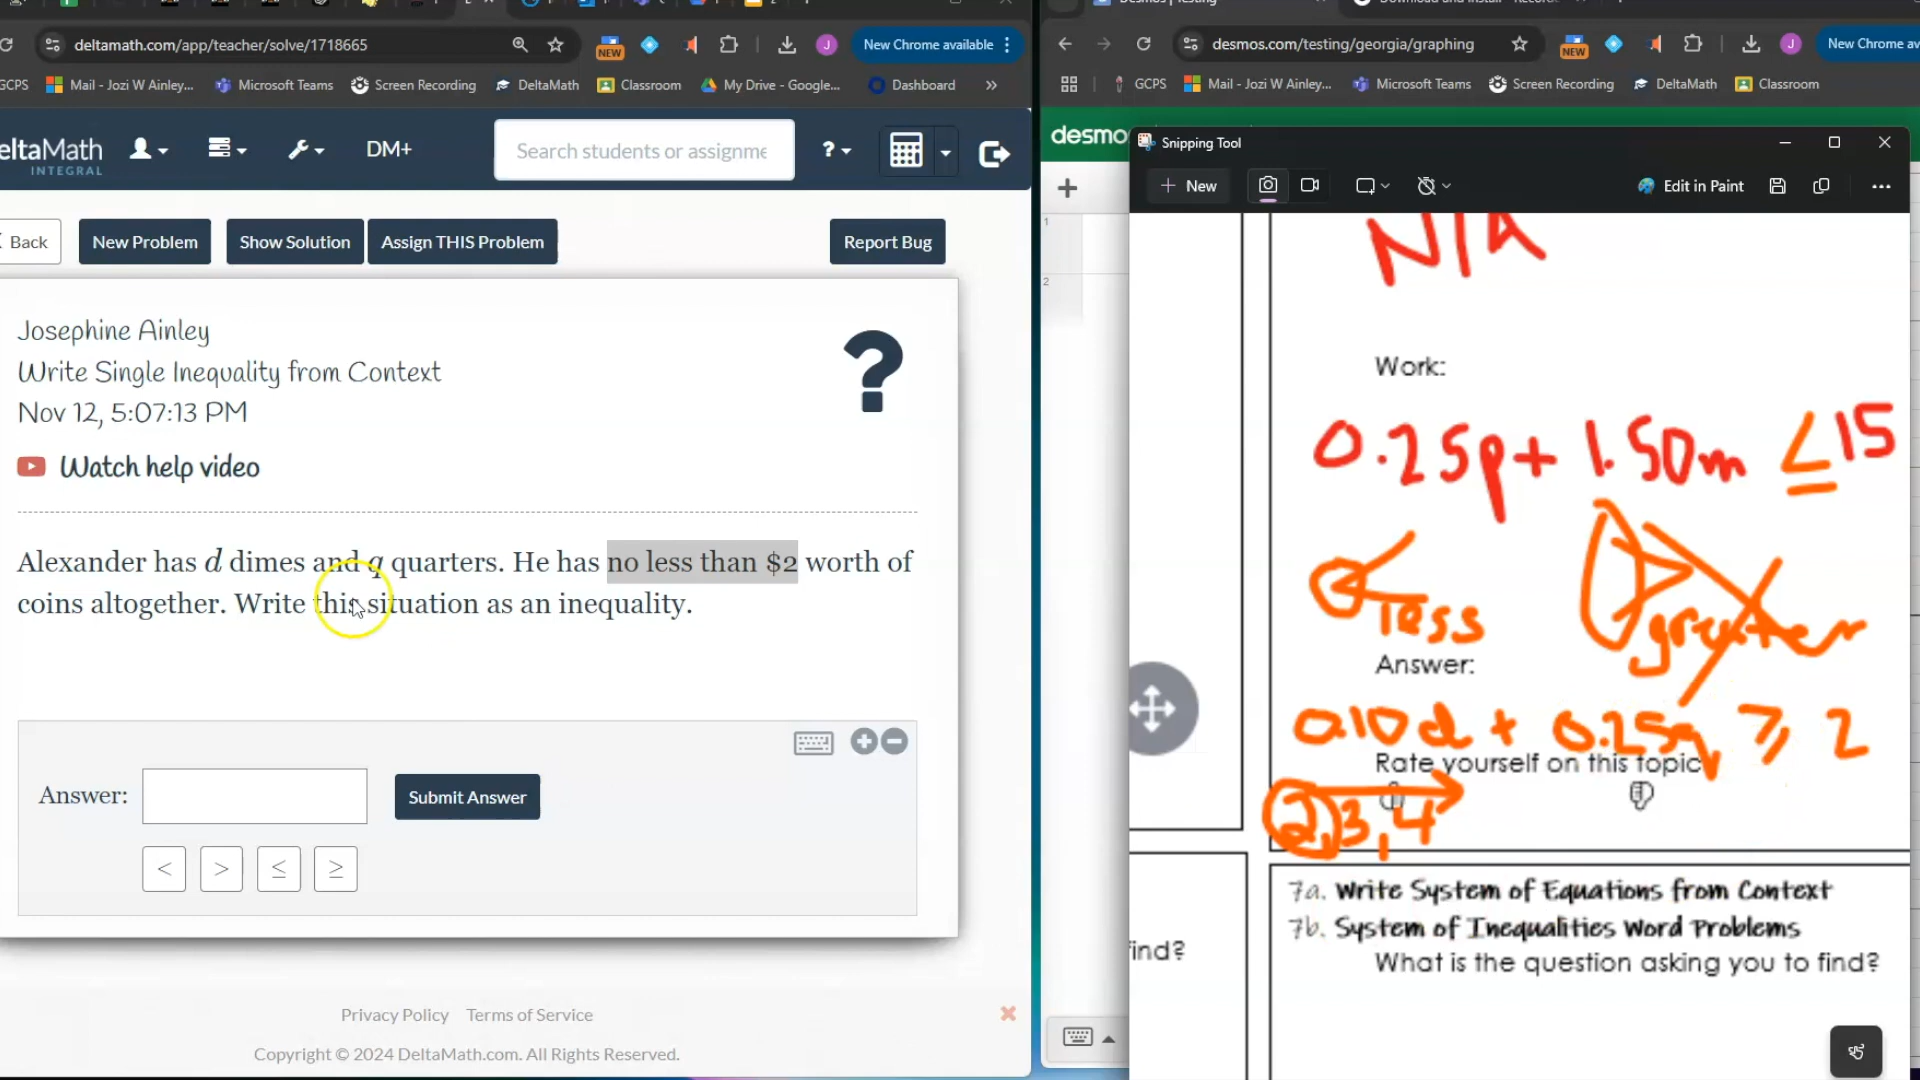 deltamath.com/app/teacher/solve/1718665
NEW
J
New Chrome available
GCPS
Mail - Jozi W Ainley...
Microsoft Teams
Screen Recording
DeltaMath
Classroom
My Drive - Google...
Dashboard
»
eltaMath
INTEGRAL
DM+
Search students or assignme
?
Back
New Problem
Show Solution
Assign THIS Problem
Report Bug
Josephine Ainley
Write Single Inequality from Context
Nov 12, 5:07:13 PM
?
Watch help video
Alexander has d dimes and q quarters. He has no less than $2 worth of
coins altogether. Write this situation as an inequality.
Answer:
Submit Answer
< > ≤ ≥
Privacy Policy
Terms of Service
Copyright © 2024 DeltaMath.com. All Rights Reserved.
desmos.com/testing/georgia/graphing
NEW
J
New Chrome av
GCPS
Mail - Jozi W Ainley...
Microsoft Teams
Screen Recording
DeltaMath
Classroom
desmo
1
2
Snipping Tool
New
Edit in Paint
N/A
Work:
0.25p + 1.50m ≤ 15
less
greater
Answer:
0.10d + 0.25q ≥ 2
Rate yourself on this topic
2,3,4
find?
7a. Write System of Equations from Context
7b. System of Inequalities Word Problems
What is the question asking you to find?